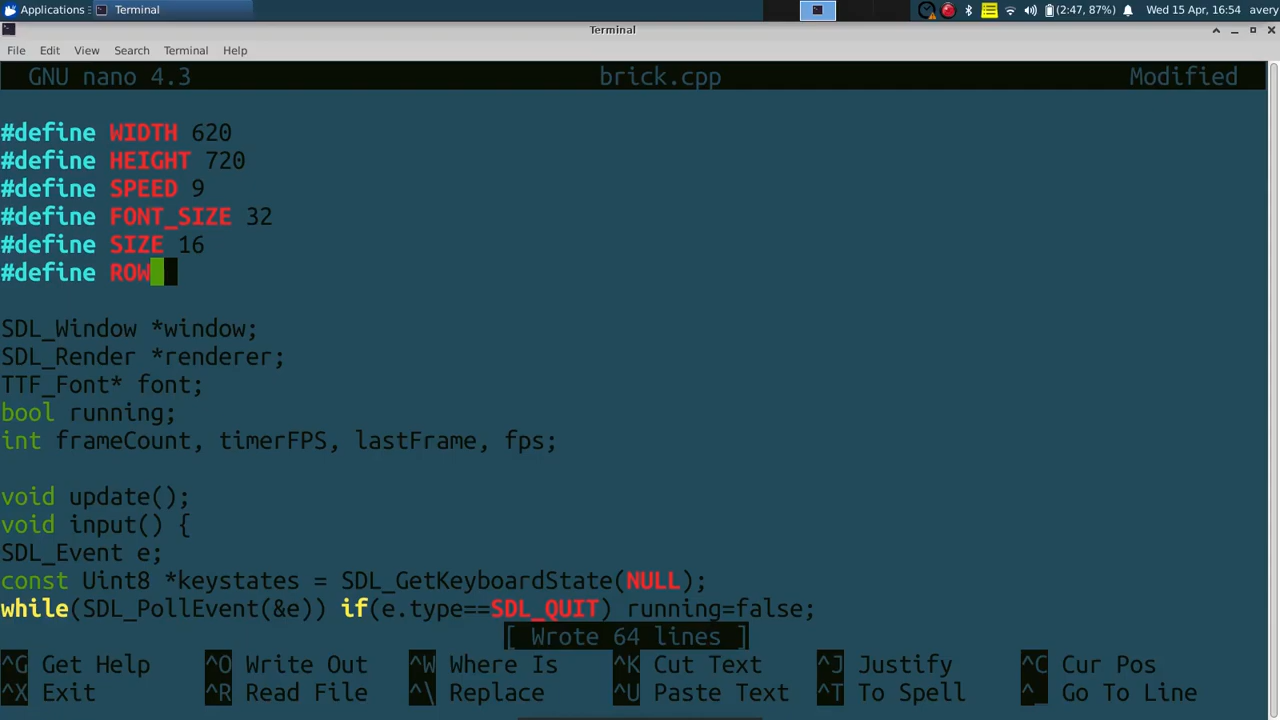 Applications Terminal (2:47, 87%) Wed 15 Apr, 16:54 avery
Terminal
File Edit View Search Terminal Help
GNU nano 4.3 brick.cpp Modified
#define WIDTH 620
#define HEIGHT 720
#define SPEED 9
#define FONT_SIZE 32
#define SIZE 16
#define ROW
SDL_Window *window;
SDL_Render *renderer;
TTF_Font* font;
bool running;
int frameCount, timerFPS, lastFrame, fps;
void update();
void input() {
SDL_Event e;
const Uint8 *keystates = SDL_GetKeyboardState(NULL);
while(SDL_PollEvent(&e)) if(e.type==SDL_QUIT) running=false;
[ Wrote 64 lines ]
^G Get Help ^O Write Out ^W Where Is ^K Cut Text ^J Justify ^C Cur Pos
^X Exit ^R Read File ^\ Replace ^U Paste Text ^T To Spell ^_ Go To Line